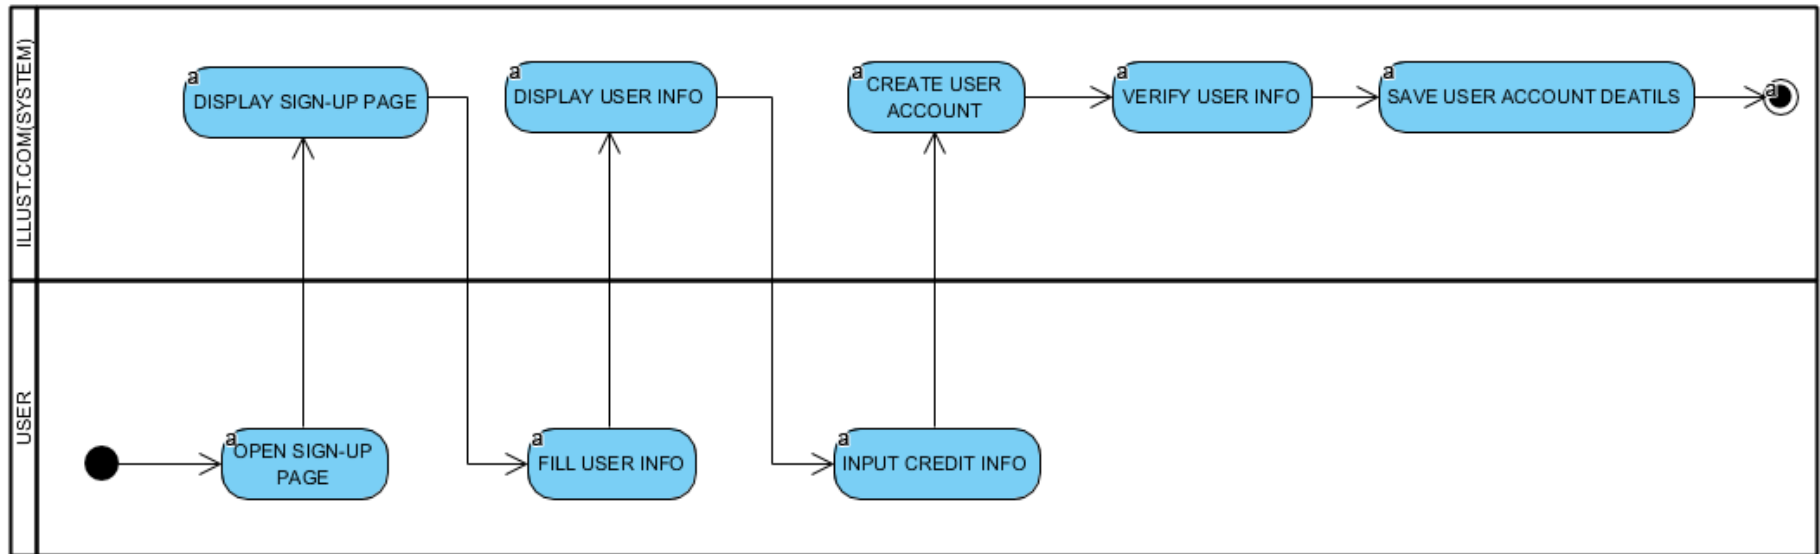 ILLUST.COM(SYSTEM)
a
DISPLAY SIGN-UP PAGE
a
DISPLAY USER INFO
a
CREATE USER
ACCOUNT
a
VERIFY USER INFO
a
SAVE USER ACCOUNT DEATILS
a
USER
a
OPEN SIGN-UP
PAGE
a
FILL USER INFO
a
INPUT CREDIT INFO